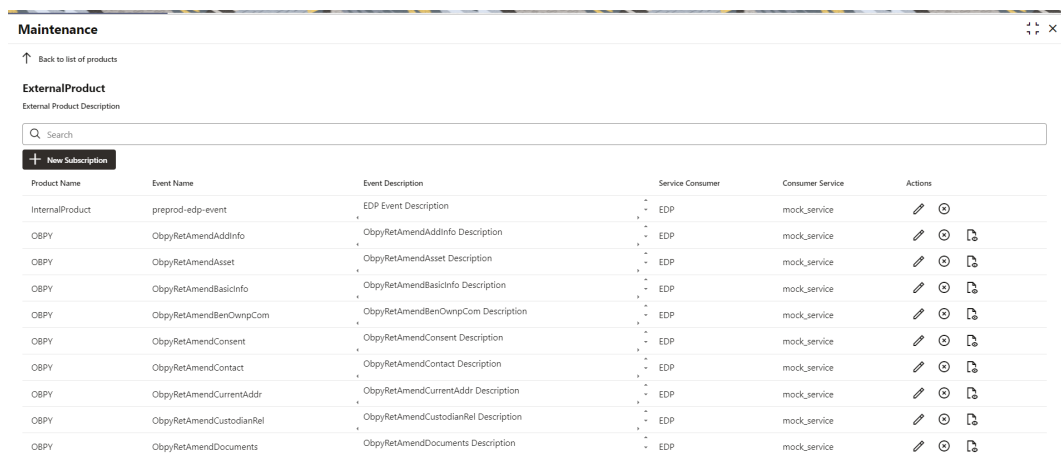 Maintenance
Back to list of products
ExternalProduct
External Product Description
Search
New Subscription
Product Name Event Name Event Description Service Consumer Consumer Service Actions
InternalProduct preprod-edp-event EDP Event Description EDP mock_service
OBPY ObpyRetAmendAddInfo ObpyRetAmendAddInfo Description EDP mock_service
OBPY ObpyRetAmendAsset ObpyRetAmendAsset Description EDP mock_service
OBPY ObpyRetAmendBasicInfo ObpyRetAmendBasicInfo Description EDP mock_service
OBPY ObpyRetAmendBenOwnpCom ObpyRetAmendBenOwnpCom Description EDP mock_service
OBPY ObpyRetAmendConsent ObpyRetAmendConsent Description EDP mock_service
OBPY ObpyRetAmendContact ObpyRetAmendContact Description EDP mock_service
OBPY ObpyRetAmendCurrentAddr ObpyRetAmendCurrentAddr Description EDP mock_service
OBPY ObpyRetAmendCustodianRel ObpyRetAmendCustodianRel Description EDP mock_service
OBPY ObpyRetAmendDocuments ObpyRetAmendDocuments Description EDP mock_service